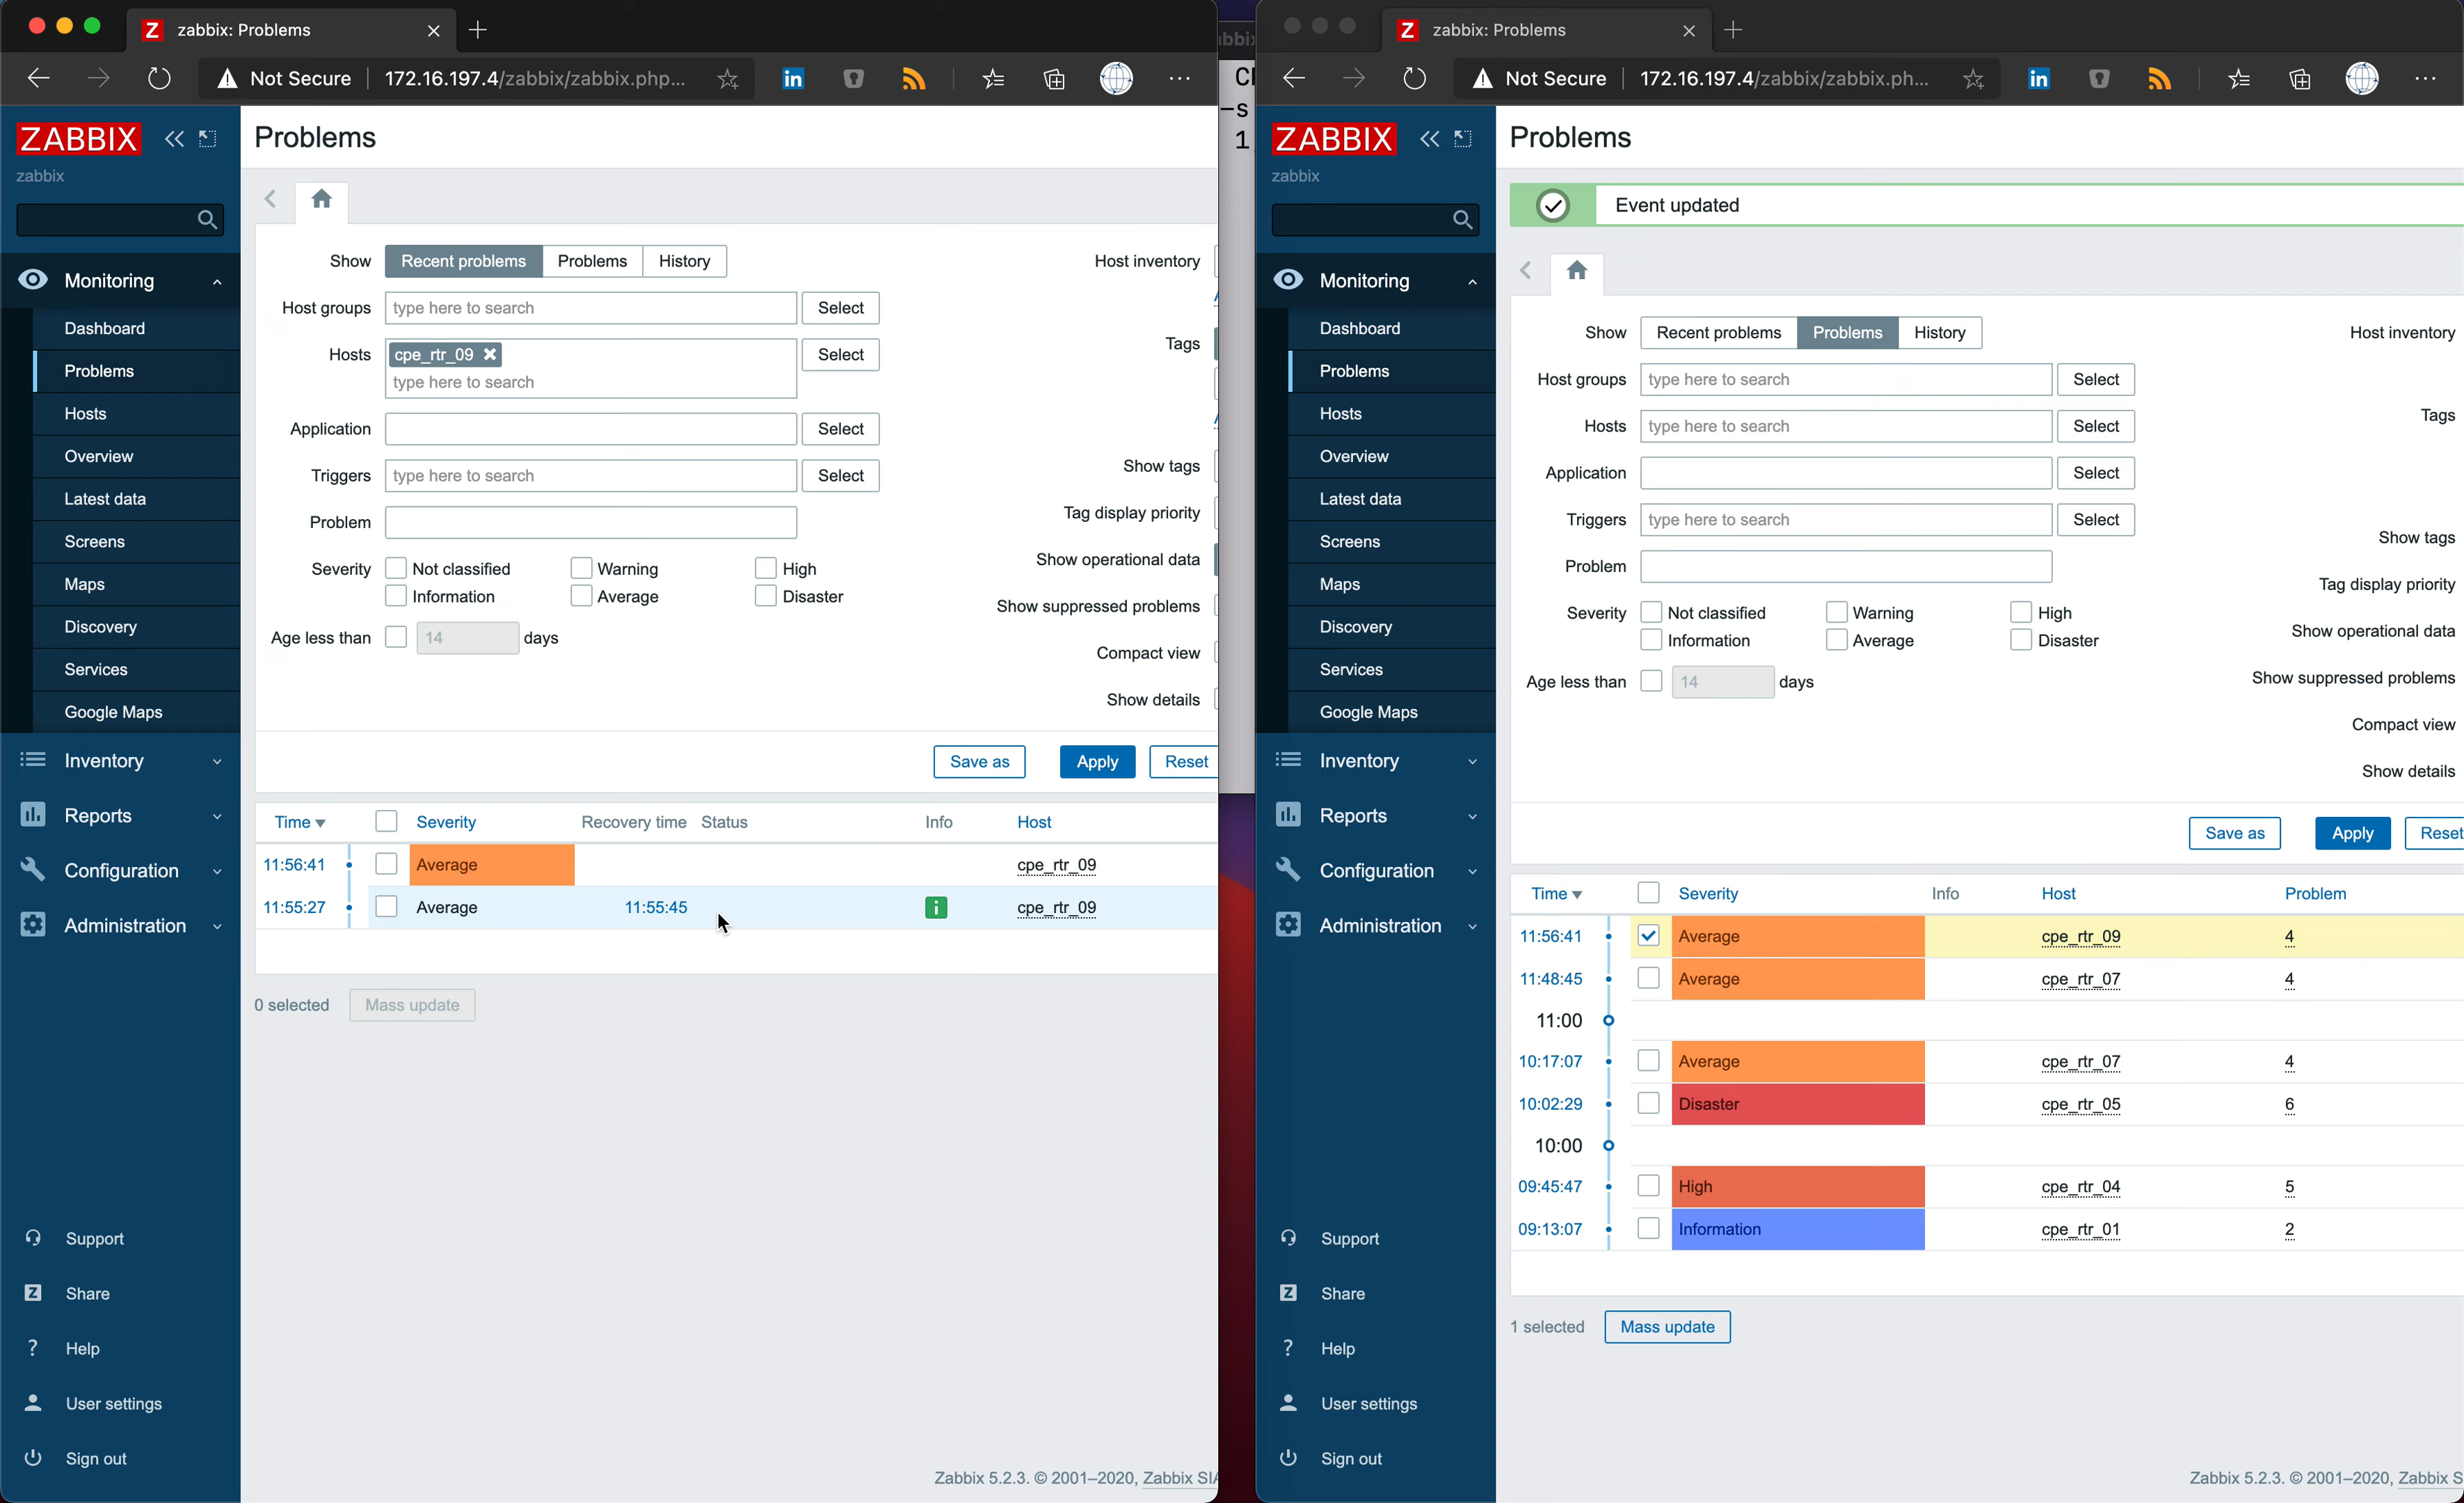 zabbix: Problems
Not Secure 172.16.197.4/zabbix/zabbix.php...
ZABBIX
zabbix
Monitoring
Dashboard
Problems
Hosts
Overview
Latest data
Screens
Maps
Discovery
Services
Google Maps
Inventory
Reports
Configuration
Administration
Support
Share
Help
User settings
Sign out
Problems
Show Recent problems Problems History
Host groups type here to search Select
Hosts cpe_rtr_09 Select
type here to search
Application Select
Triggers type here to search Select
Problem
Severity Not classified Warning High
Information Average Disaster
Age less than 14 days
Host inventory
Tags
Show tags
Tag display priority
Show operational data
Show suppressed problems
Compact view
Show details
Save as Apply Reset
Time Severity Recovery time Status Info Host
11:56:41 Average cpe_rtr_09
11:55:27 Average 11:55:45 cpe_rtr_09
0 selected Mass update
Zabbix 5.2.3. © 2001–2020, Zabbix SIA
-s
1
zabbix: Problems
Not Secure 172.16.197.4/zabbix/zabbix.ph...
ZABBIX
zabbix
Monitoring
Dashboard
Problems
Hosts
Overview
Latest data
Screens
Maps
Discovery
Services
Google Maps
Inventory
Reports
Configuration
Administration
Support
Share
Help
User settings
Sign out
Problems
Event updated
Show Recent problems Problems History
Host groups type here to search Select
Hosts type here to search Select
Application Select
Triggers type here to search Select
Problem
Severity Not classified Warning High
Information Average Disaster
Age less than 14 days
Host inventory
Tags
Show tags
Tag display priority
Show operational data
Show suppressed problems
Compact view
Show details
Save as Apply Reset
Time Severity Info Host Problem
11:56:41 Average cpe_rtr_09 4
11:48:45 Average cpe_rtr_07 4
11:00
10:17:07 Average cpe_rtr_07 4
10:02:29 Disaster cpe_rtr_05 6
10:00
09:45:47 High cpe_rtr_04 5
09:13:07 Information cpe_rtr_01 2
1 selected Mass update
Zabbix 5.2.3. © 2001–2020, Zabbix S